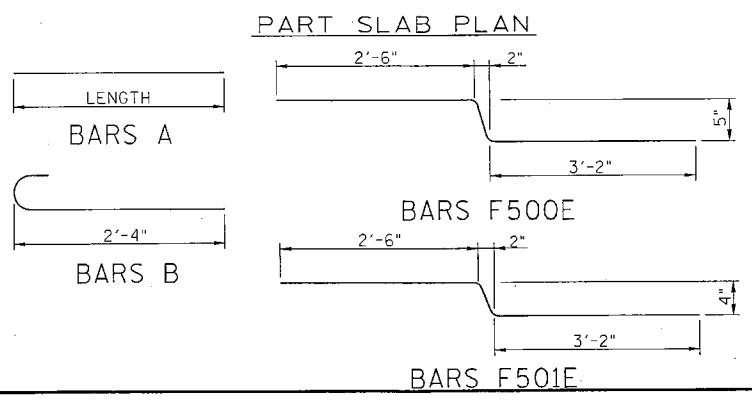 PART SLAB PLAN
LENGTH
BARS A
2'-4"
BARS B
2'-6"
2"
5"
3'-2"
BARS F500E
2'-6"
2"
4"
3'-2"
BARS F501E